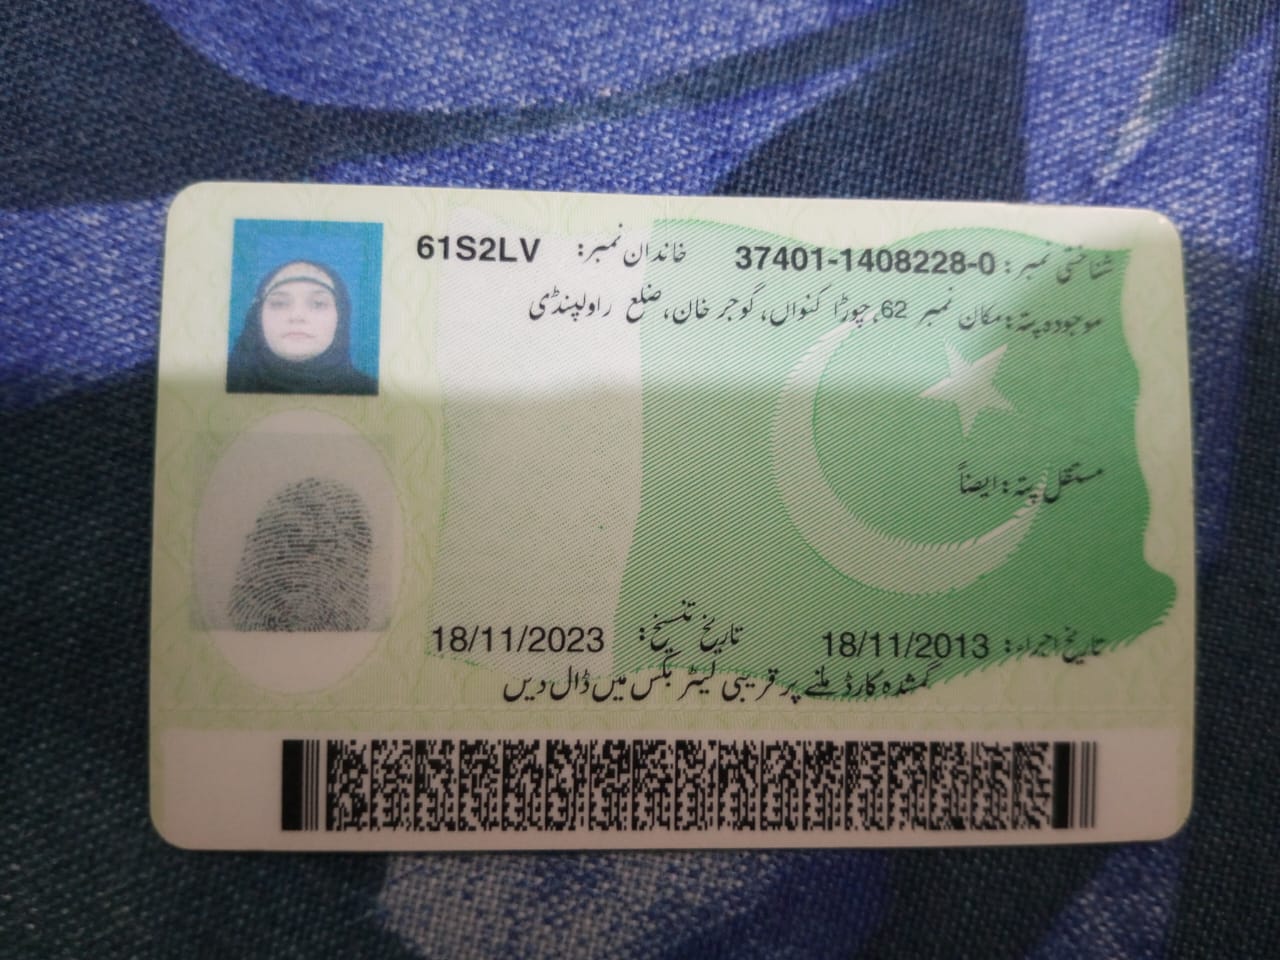 شناختی نمبر: 37401-1408228-0 خاندان نمبر: 61S2LV
موجودہ پتہ: مکان نمبر 62، چوڑا کنواں، گوجر خان، ضلع راولپنڈی
مستقل پتہ: ایضاً
تاریخ اجراء: 18/11/2013 تاریخ تنسیخ: 18/11/2023
گمشدہ کارڈ ملنے پر قریبی لیٹر بکس میں ڈال دیں